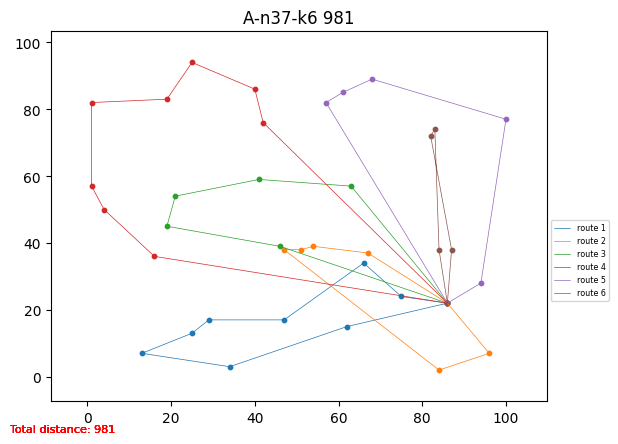 A-n37-k6 981
100
80
60
40
20
0
0 20 40 60 80 100
route 1
route 2
route 3
route 4
route 5
route 6
Total distance: 981